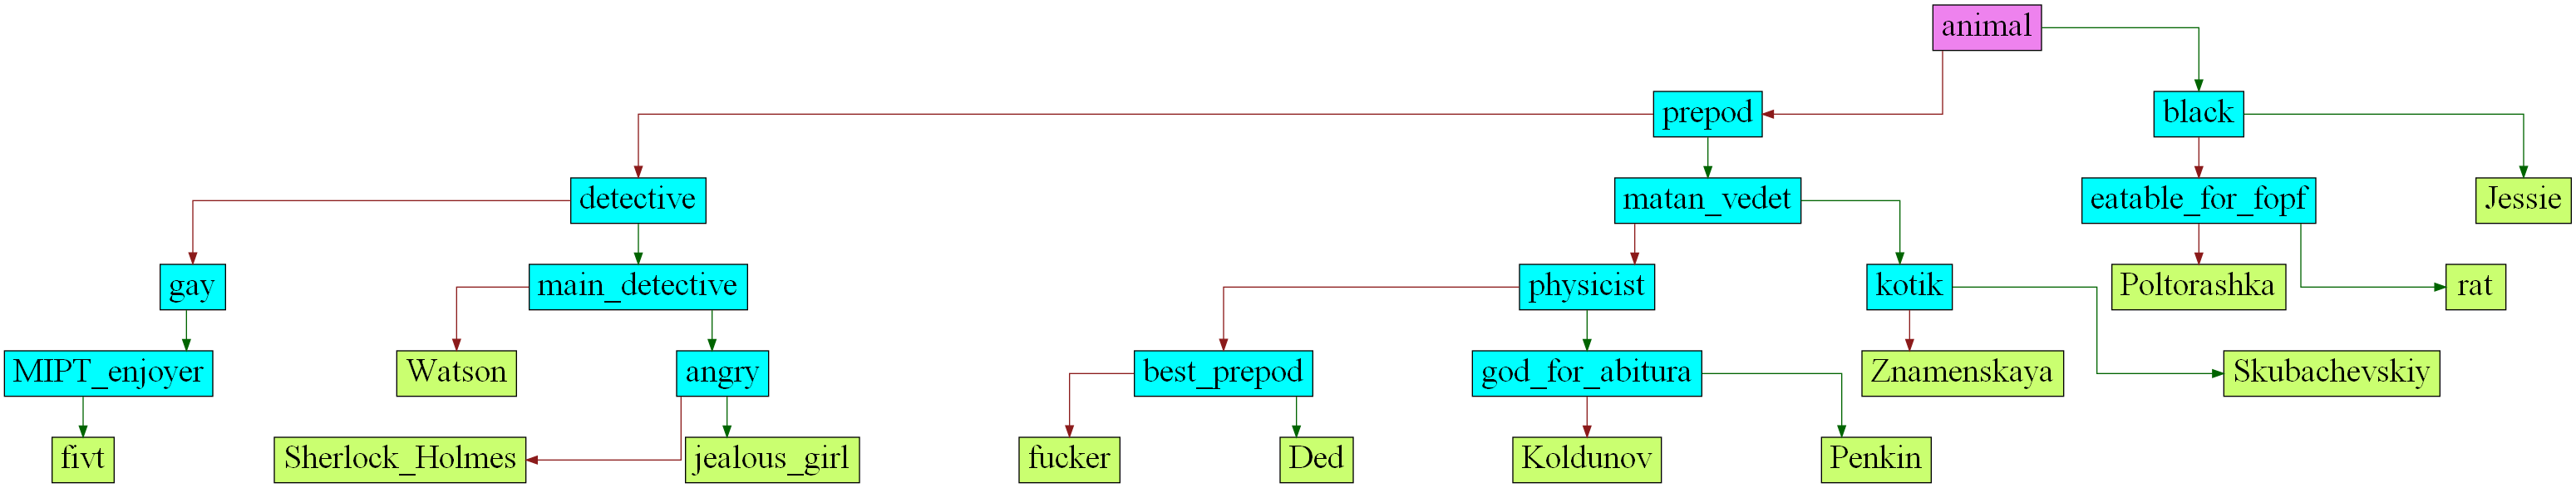 animal
prepod
black
detective
matan_vedet
eatable_for_fopf
Jessie
gay
main_detective
physicist
kotik
Poltorashka
rat
MIPT_enjoyer
Watson
angry
best_prepod
god_for_abitura
Znamenskaya
Skubachevskiy
fivt
Sherlock_Holmes
jealous_girl
fucker
Ded
Koldunov
Penkin